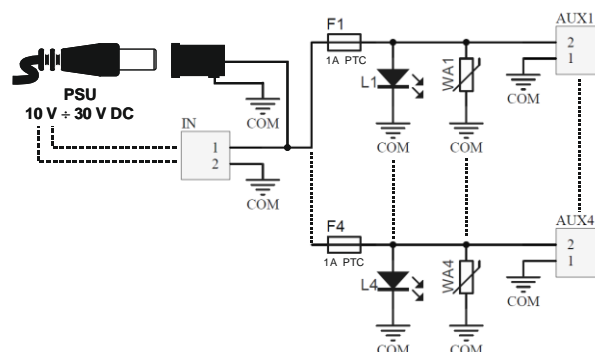 F1
AUX1
1A PTC
2
1
L1
WA1
COM
PSU
10 V ÷ 30 V DC
COM
COM
COM
COM
IN
1
2
COM
F4
AUX4
1A PTC
2
1
L4
WA4
COM
COM
COM